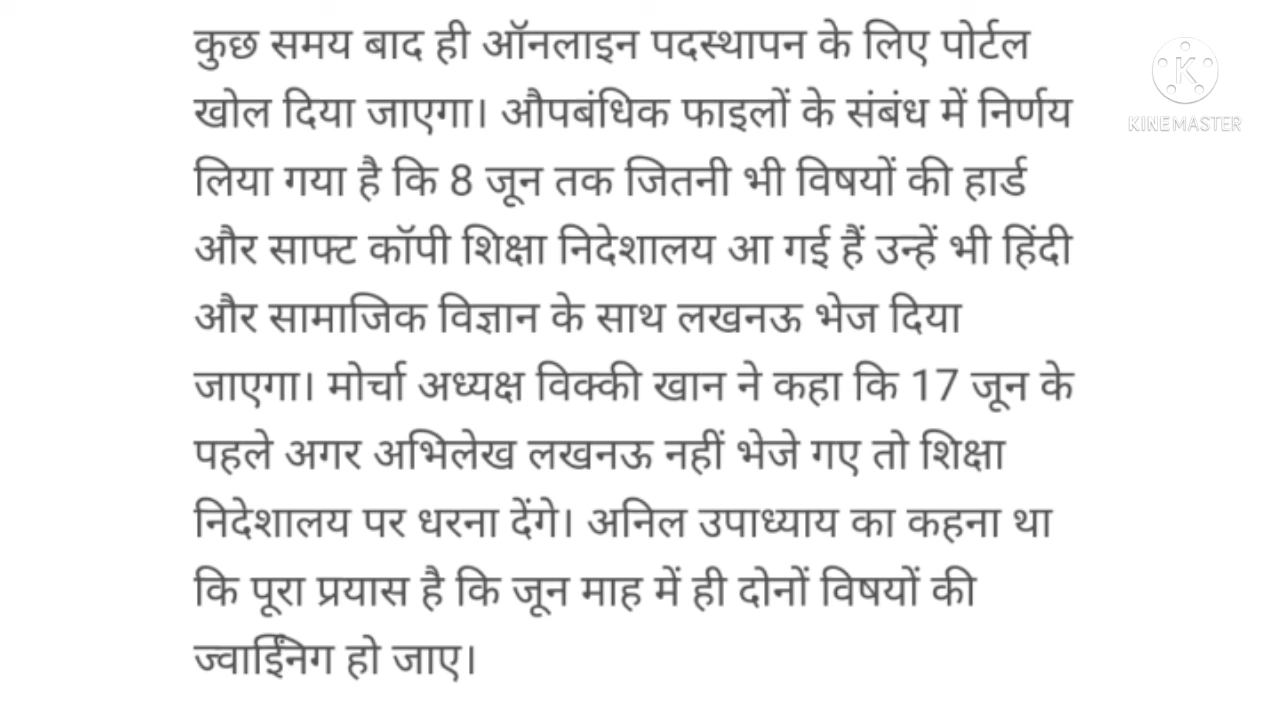 कुछ समय बाद ही ऑनलाइन पदस्थापन के लिए पोर्टल
खोल दिया जाएगा। औपबंधिक फाइलों के संबंध में निर्णय
लिया गया है कि 8 जून तक जितनी भी विषयों की हार्ड
और साफ्ट कॉपी शिक्षा निदेशालय आ गई हैं उन्हें भी हिंदी
और सामाजिक विज्ञान के साथ लखनऊ भेज दिया
जाएगा। मोर्चा अध्यक्ष विक्की खान ने कहा कि 17 जून के
पहले अगर अभिलेख लखनऊ नहीं भेजे गए तो शिक्षा
निदेशालय पर धरना देंगे। अनिल उपाध्याय का कहना था
कि पूरा प्रयास है कि जून माह में ही दोनों विषयों की
ज्वाईिंनिग हो जाए।
K
KINEMASTER